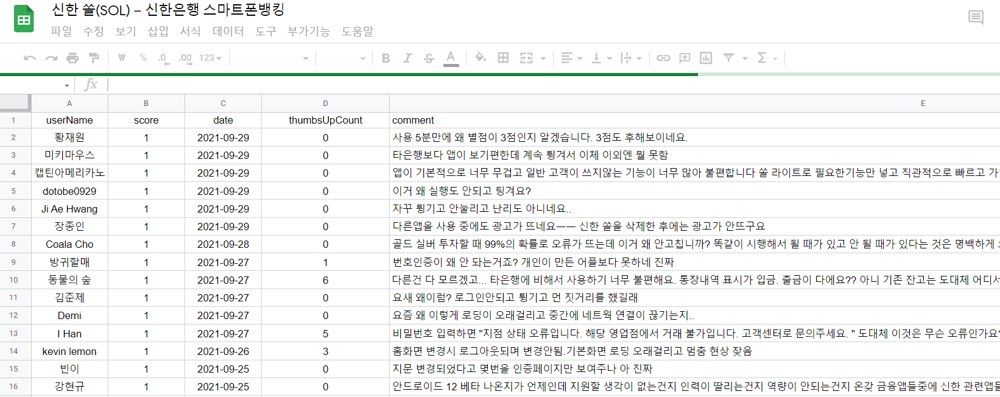 신한 쏠(SOL) – 신한은행 스마트폰뱅킹
파일 수정 보기 삽입 서식 데이터 도구 부가기능 도움말
₩ % .0 .00 123 B I S A Σ
fx
A B C D E
1 userName score date thumbsUpCount comment
2 황재원 1 2021-09-29 0 사용 5분만에 왜 별점이 3점인지 알겠습니다. 3점도 후해보이네요.
3 미키마우스 1 2021-09-29 0 타은행보다 앱이 보기편한데 계속 튕겨서 이체 이외엔 뭘 못함
4 캡틴아메리카노 1 2021-09-29 0 앱이 기본적으로 너무 무겁고 일반 고객이 쓰지않는 기능이 너무 많아 불편합니다 쏠 라이트로 필요한기능만 넣고 직관적으로 빠르고
5 dotobe0929 1 2021-09-29 0 이거 왜 실행도 안되고 팅겨요?
6 Ji Ae Hwang 1 2021-09-29 0 자꾸 튕기고 안눌리고 난리도 아니네요..
7 장종인 1 2021-09-29 0 다른앱을 사용 중에도 광고가 뜨네요ㅡㅡ 신한 쏠을 삭제한 후에는 광고가 안뜨구요
8 Coala Cho 1 2021-09-28 0 골드 실버 투자할 때 99%의 확률로 오류가 뜨는데 이거 왜 안고칩니까? 똑같이 시행해서 될 때가 있고 안 될 때가 있다는 것은 명백하게
9 방귀할매 1 2021-09-27 1 번호인증이 왜 안 돠는거죠? 개인이 만든 어플보다 못하네 진짜
10 동물의 숲 1 2021-09-27 6 다른건 다 모르겠고... 타은행에 비해서 사용하기 너무 불편해요. 통장내역 표시가 입금. 출금이 다에요?? 아니 기존 잔고는 도대체 어디서
11 김준제 1 2021-09-27 0 요새 왜이럼? 로그인안되고 튕기고 먼 짓거리를 했길래
12 Demi 1 2021-09-27 0 요즘 왜 이렇게 로딩이 오래걸리고 중간에 네트웍 연결이 끊기는지..
13 I Han 1 2021-09-27 5 비밀번호 입력하면 "지점 상태 오류입니다. 해당 영업점에서 거래 불가입니다. 고객센터로 문의주세요. " 도대체 이것은 무슨 오류인가요?
14 kevin lemon 1 2021-09-26 3 홈화면 변경시 로그아웃되며 변경안됨.기본화면 로딩 오래걸리고 멈춤 현상 잦음
15 빈이 1 2021-09-25 0 지문 변경되었다고 몇번을 인증페이지만 보여주나 아 진짜
16 강현규 1 2021-09-25 0 안드로이드 12 베타 나온지가 언제인데 지원할 생각이 없는건지 인력이 딸리는건지 역량이 안되는건지 온갖 금융앱들중에 신한 관련앱들